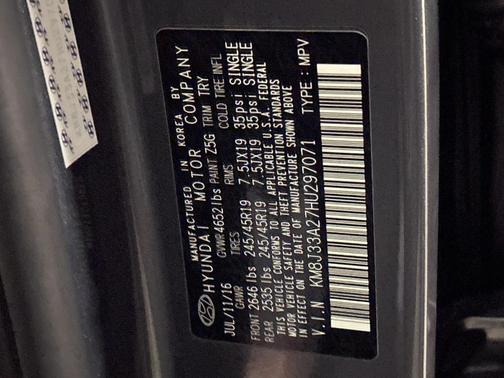 MANUFACTURED IN KOREA BY
HYUNDAI MOTOR COMPANY
JUL/11/16 GVWR 4652lbs PAINT Z5G TRIM TRY
GAWR TIRES RIMS COLD TIRE INFL
FRONT 2646 lbs 245/45R19 7.5JX19 35psi SINGLE
REAR 2535 lbs 245/45R19 7.5JX19 35psi SINGLE
THIS VEHICLE CONFORMS TO ALL APPLICABLE U.S.A. FEDERAL
MOTOR VEHICLE SAFETY AND THEFT PREVENTION STANDARDS
IN EFFECT ON THE DATE OF MANUFACTURE SHOWN ABOVE
V.I.N KM8J33A27HU297071 TYPE: MPV